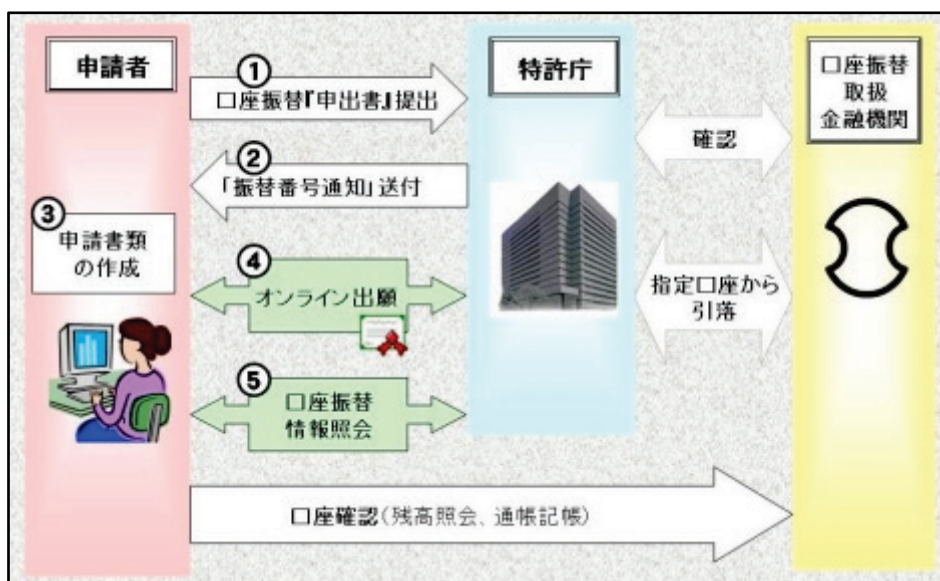 申請者
特許庁
口座振替
取扱
金融機関
①
口座振替『申出書』提出
確認
②
「振替番号通知」送付
③
申請書類
の作成
④
オンライン出願
指定口座から
引落
⑤
口座振替
情報照会
口座確認(残高照会、通帳記帳)